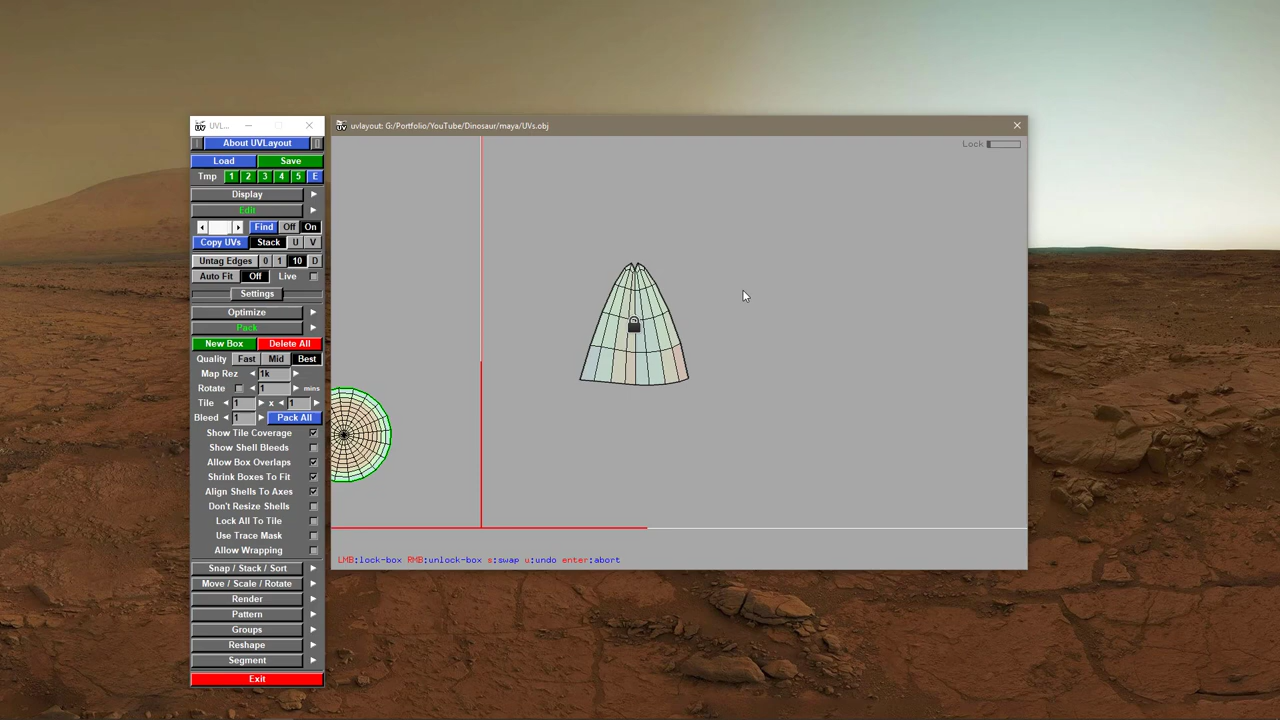 UVL...
uvlayout: G:/Portfolio/YouTube/Dinosaur/maya/UVs.obj
About UVLayout
Lock
Load Save
Tmp 1 2 3 4 5 E
Display
Edit
Find Off On
Copy UVs Stack U V
Untag Edges 0 1 10 D
Auto Fit Off Live
Settings
Optimize
Pack
New Box Delete All
Quality Fast Mid Best
Map Rez 1k
Rotate 1 mins
Tile 1 x 1
Bleed 1 Pack All
Show Tile Coverage
Show Shell Bleeds
Allow Box Overlaps
Shrink Boxes To Fit
Align Shells To Axes
Don't Resize Shells
Lock All To Tile
Use Trace Mask
Allow Wrapping
LMB:lock-box RMB:unlock-box s:swap u:undo enter:abort
Snap / Stack / Sort
Move / Scale / Rotate
Render
Pattern
Groups
Reshape
Segment
Exit